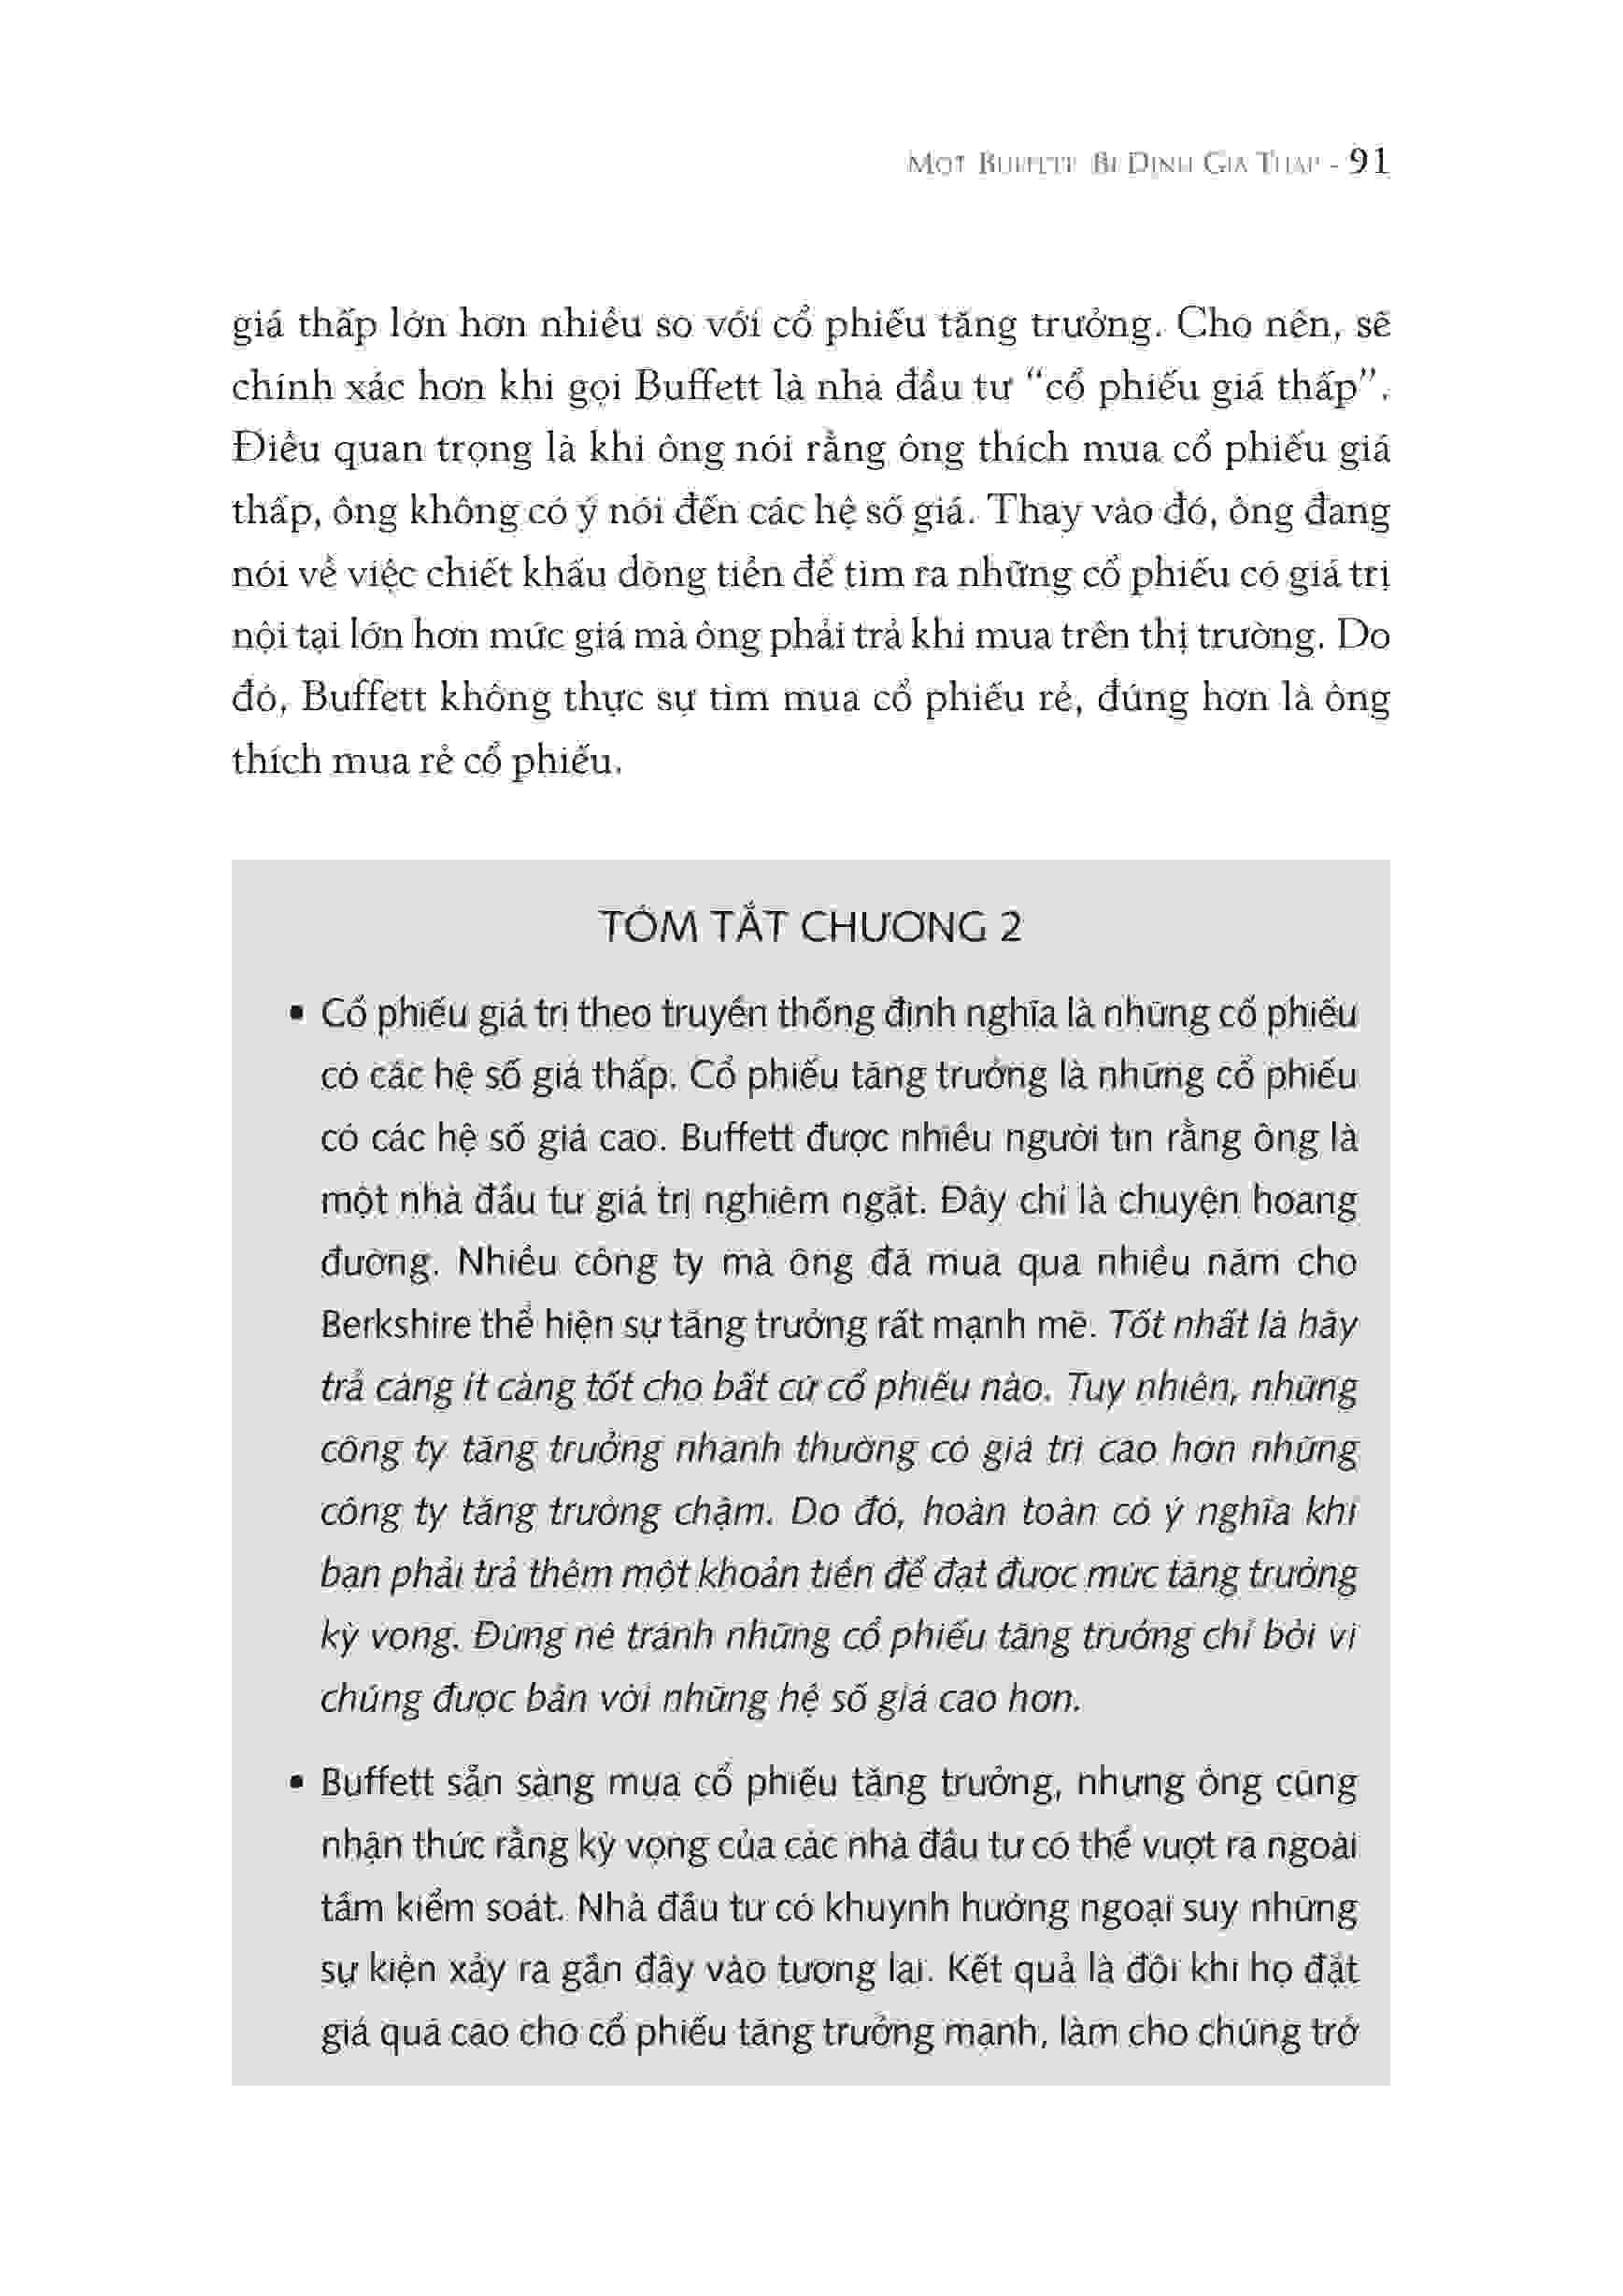 MỘT BUFFETT BỊ ĐỊNH GIÁ THẤP - 91
giá thấp lớn hơn nhiều so với cổ phiếu tăng trưởng. Cho nên, sẽ
chính xác hơn khi gọi Buffett là nhà đầu tư “cổ phiếu giá thấp”.
Điều quan trọng là khi ông nói rằng ông thích mua cổ phiếu giá
thấp, ông không có ý nói đến các hệ số giá. Thay vào đó, ông đang
nói về việc chiết khấu dòng tiền để tìm ra những cổ phiếu có giá trị
nội tại lớn hơn mức giá mà ông phải trả khi mua trên thị trường. Do
đó, Buffett không thực sự tìm mua cổ phiếu rẻ, đúng hơn là ông
thích mua rẻ cổ phiếu.
TÓM TẮT CHƯƠNG 2
• Cổ phiếu giá trị theo truyền thống định nghĩa là những cổ phiếu
có các hệ số giá thấp. Cổ phiếu tăng trưởng là những cổ phiếu
có các hệ số giá cao. Buffett được nhiều người tin rằng ông là
một nhà đầu tư giá trị nghiêm ngặt. Đây chỉ là chuyện hoang
đường. Nhiều công ty mà ông đã mua qua nhiều năm cho
Berkshire thể hiện sự tăng trưởng rất mạnh mẽ. Tốt nhất là hãy
trả càng ít càng tốt cho bất cứ cổ phiếu nào. Tuy nhiên, những
công ty tăng trưởng nhanh thường có giá trị cao hơn những
công ty tăng trưởng chậm. Do đó, hoàn toàn có ý nghĩa khi
bạn phải trả thêm một khoản tiền để đạt được mức tăng trưởng
kỳ vọng. Đừng né tránh những cổ phiếu tăng trưởng chỉ bởi vì
chúng được bán với những hệ số giá cao hơn.
• Buffett sẵn sàng mua cổ phiếu tăng trưởng, nhưng ông cũng
nhận thức rằng kỳ vọng của các nhà đầu tư có thể vượt ra ngoài
tầm kiểm soát. Nhà đầu tư có khuynh hướng ngoại suy những
sự kiện xảy ra gần đây vào tương lai. Kết quả là đôi khi họ đặt
giá quá cao cho cổ phiếu tăng trưởng mạnh, làm cho chúng trở